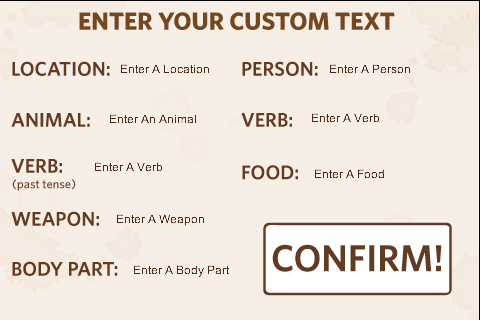 ENTER YOUR CUSTOM TEXT
LOCATION: Enter A Location
PERSON: Enter A Person
ANIMAL: Enter An Animal
VERB: Enter A Verb
VERB: Enter A Verb
(past tense)
FOOD: Enter A Food
WEAPON: Enter A Weapon
BODY PART: Enter A Body Part
CONFIRM!